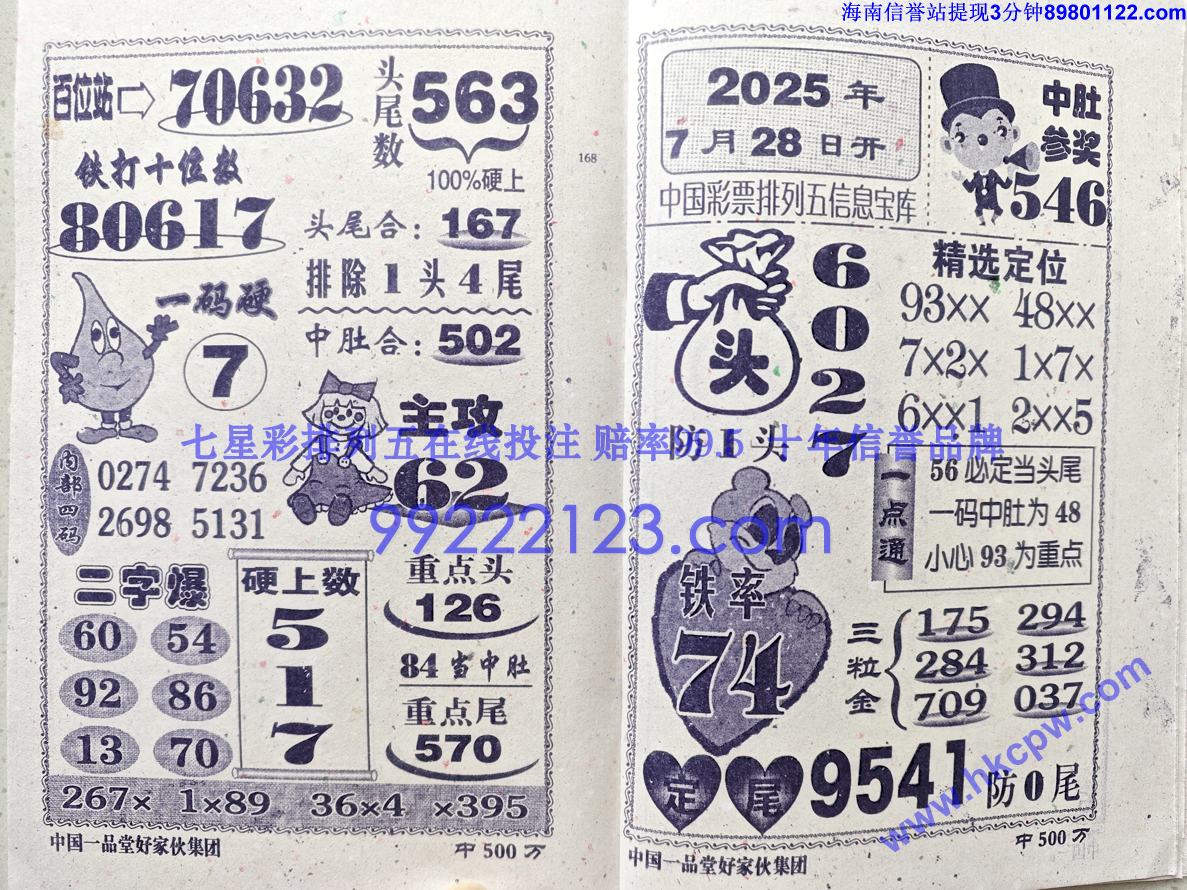 海南信誉站提现3分钟89801122.com
百位站 70632
头尾数 563
100%硬上
铁打十位数
80617
头尾合：167
排除1头4尾
一码硬
7
中肚合：502
主攻
62
内部四码
0274 7236
2698 5131
二字爆
60 54
92 86
13 70
硬上数
5
1
7
重点头
126
84当中肚
重点尾
570
267× 1×89 36×4 ×395
中国一品堂好家伙集团 中500万
168
2025年
7月28日开
中国彩票排列五信息宝库
中肚
参奖
546
头
6
0
2
7
防1头
精选定位
93×× 48××
7×2× 1×7×
6××1 2××5
一点通
56必定当头尾
一码中肚为48
小心93为重点
铁率
74
三粒金
175 294
284 312
709 037
定尾 9541 防0尾
中国一品堂好家伙集团 中500万
七星彩排列五在线投注 赔率99.5 十年信誉品牌
99222123.com
www.hkcpw.com